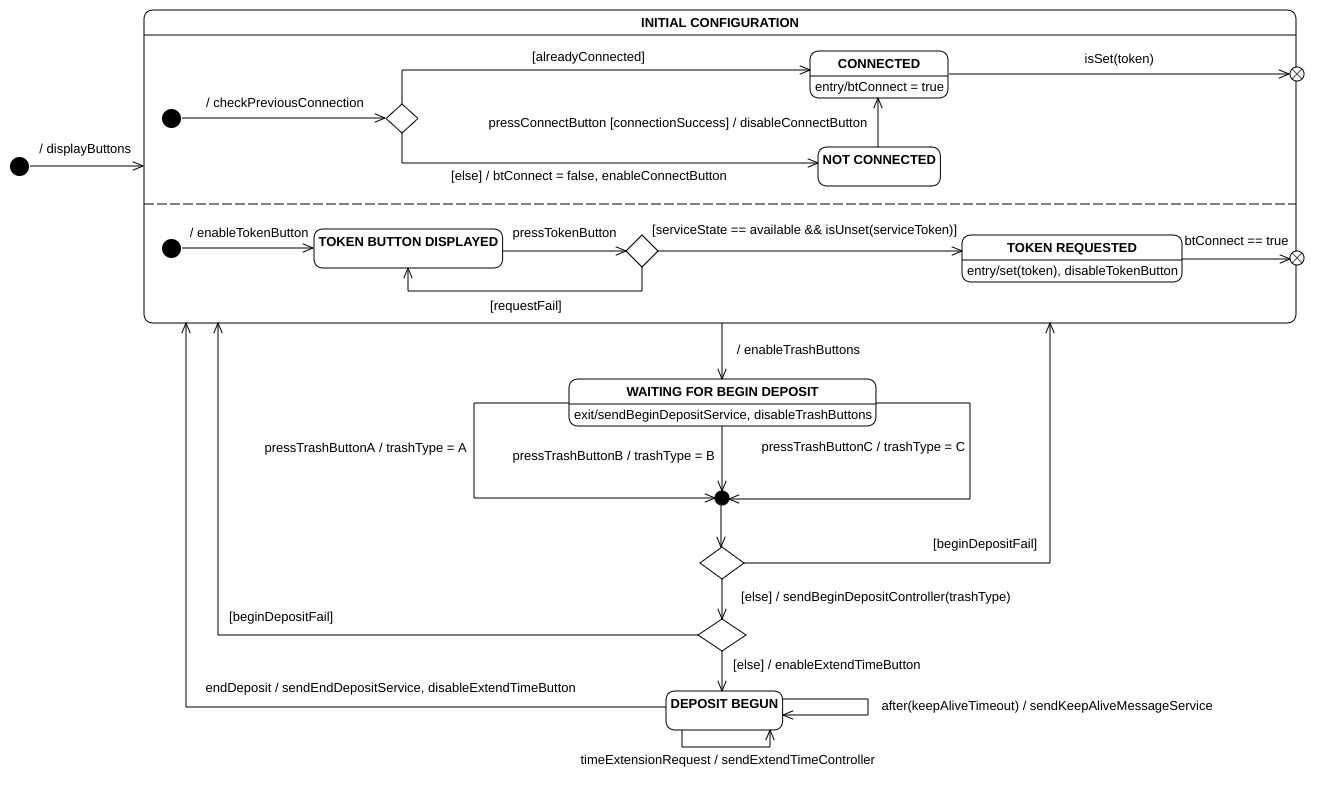 INITIAL CONFIGURATION
[alreadyConnected]
CONNECTED
entry/btConnect = true
isSet(token)
/ checkPreviousConnection
pressConnectButton [connectionSuccess] / disableConnectButton
/ displayButtons
NOT CONNECTED
[else] / btConnect = false, enableConnectButton
/ enableTokenButton
TOKEN BUTTON DISPLAYED
pressTokenButton
[serviceState == available && isUnset(serviceToken)]
TOKEN REQUESTED
entry/set(token), disableTokenButton
btConnect == true
[requestFail]
/ enableTrashButtons
WAITING FOR BEGIN DEPOSIT
exit/sendBeginDepositService, disableTrashButtons
pressTrashButtonA / trashType = A
pressTrashButtonB / trashType = B
pressTrashButtonC / trashType = C
[beginDepositFail]
[else] / sendBeginDepositController(trashType)
[beginDepositFail]
[else] / enableExtendTimeButton
endDeposit / sendEndDepositService, disableExtendTimeButton
DEPOSIT BEGUN
after(keepAliveTimeout) / sendKeepAliveMessageService
timeExtensionRequest / sendExtendTimeController